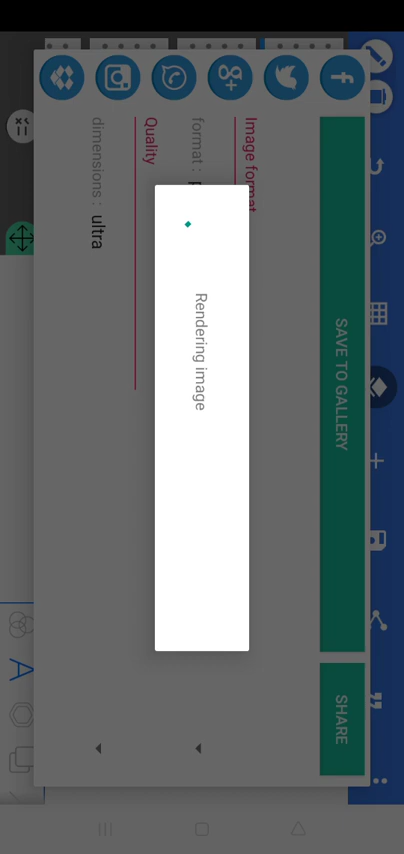 SAVE TO GALLERY
SHARE
Image format
format :
Quality
dimensions : ultra
Rendering image
A